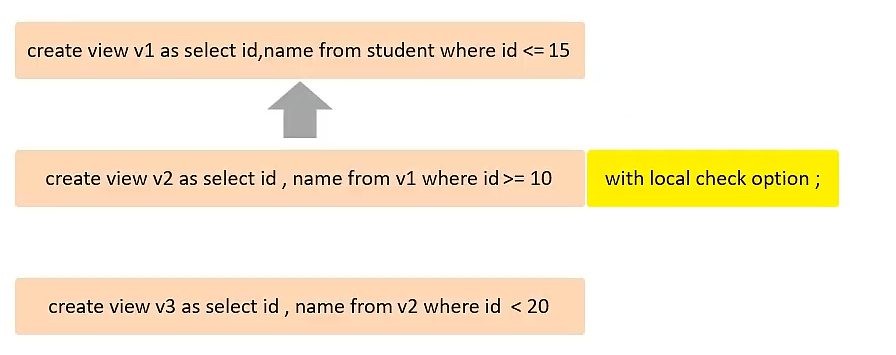 create view v1 as select id,name from student where id <= 15
create view v2 as select id , name from v1 where id >= 10 with local check option ;
create view v3 as select id , name from v2 where id < 20